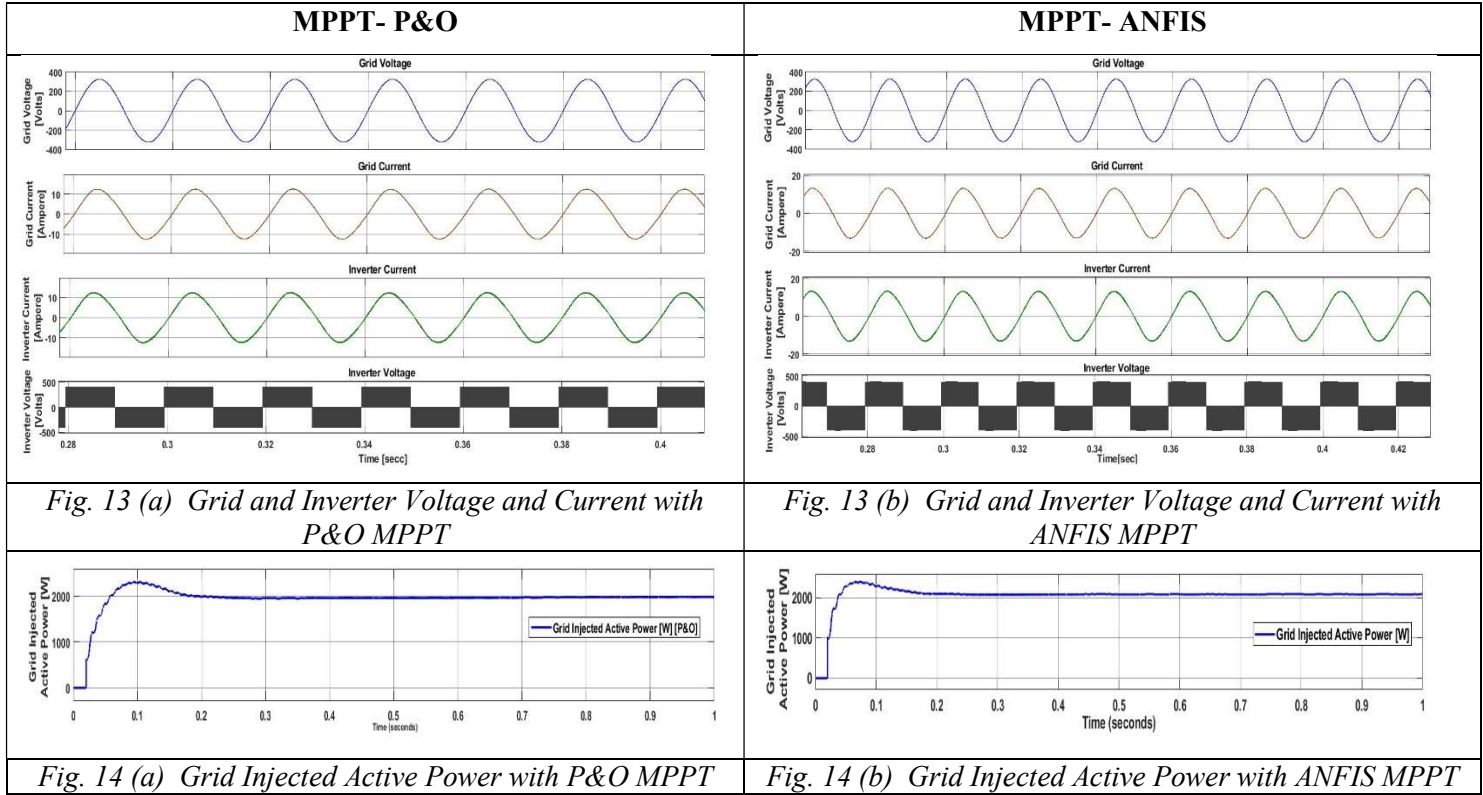 MPPT- P&O
MPPT- ANFIS
Grid Voltage
Grid Voltage
[Volts]
400
200
0
-200
-400
Grid Current
Grid Current
[Ampere]
10
0
-10
Inverter Current
Inverter Current
[Ampere]
10
0
-10
Inverter Voltage
Inverter Voltage
[Volts]
500
0
-500
0.28 0.3 0.32 0.34 0.36 0.38 0.4
Time [secc]
Grid Voltage
Grid Voltage
[Volts]
400
200
0
-200
-400
Grid Current
Grid Current
[Ampere]
20
0
-20
Inverter Current
Inverter Current
[Ampere]
20
0
-20
Inverter Voltage
Inverter Voltage
[Volts]
500
0
-500
0.28 0.3 0.32 0.34 0.36 0.38 0.4 0.42
Time[sec]
Fig. 13 (a) Grid and Inverter Voltage and Current with
P&O MPPT
Fig. 13 (b) Grid and Inverter Voltage and Current with
ANFIS MPPT
Grid Injected
Active Power [W]
2000
1000
0
Grid Injected Active Power [W] [P&O]
0 0.1 0.2 0.3 0.4 0.5 0.6 0.7 0.8 0.9 1
Time (seconds)
Grid Injected
Active Power [W]
2000
1000
0
Grid Injected Active Power [W]
0 0.1 0.2 0.3 0.4 0.5 0.6 0.7 0.8 0.9 1
Time (seconds)
Fig. 14 (a) Grid Injected Active Power with P&O MPPT
Fig. 14 (b) Grid Injected Active Power with ANFIS MPPT